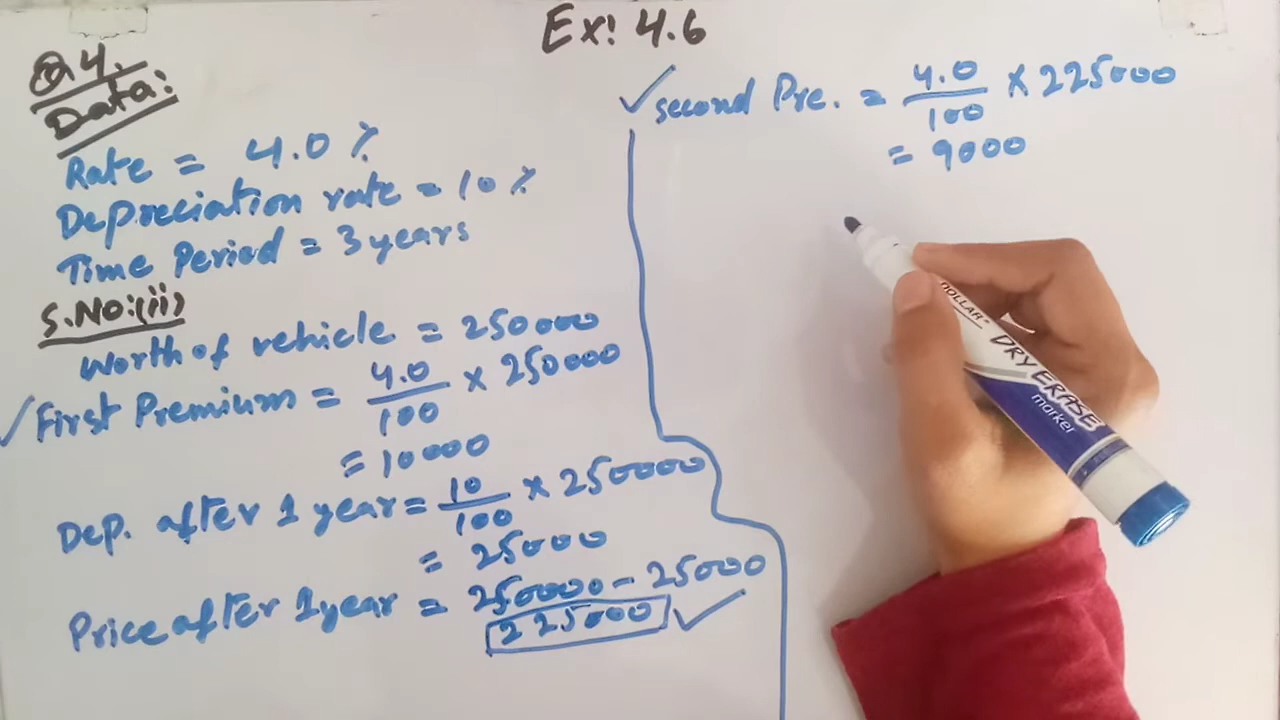 Ex: 4.6
Q4.
Data:
Rate = 4.0 %
Depreciation rate = 10 %
Time Period = 3 years
S.NO:(ii)
Worth of vehicle = 250000
✓ First Premium = 4.0/100 × 250000
= 10000
Dep. after 1 year = 10/100 × 250000
= 25000
Price after 1 year = 250000 - 25000
225000 ✓
✓ second Pre. = 4.0/100 × 225000
= 9000
DOLLAR
DRY ERASE
marker